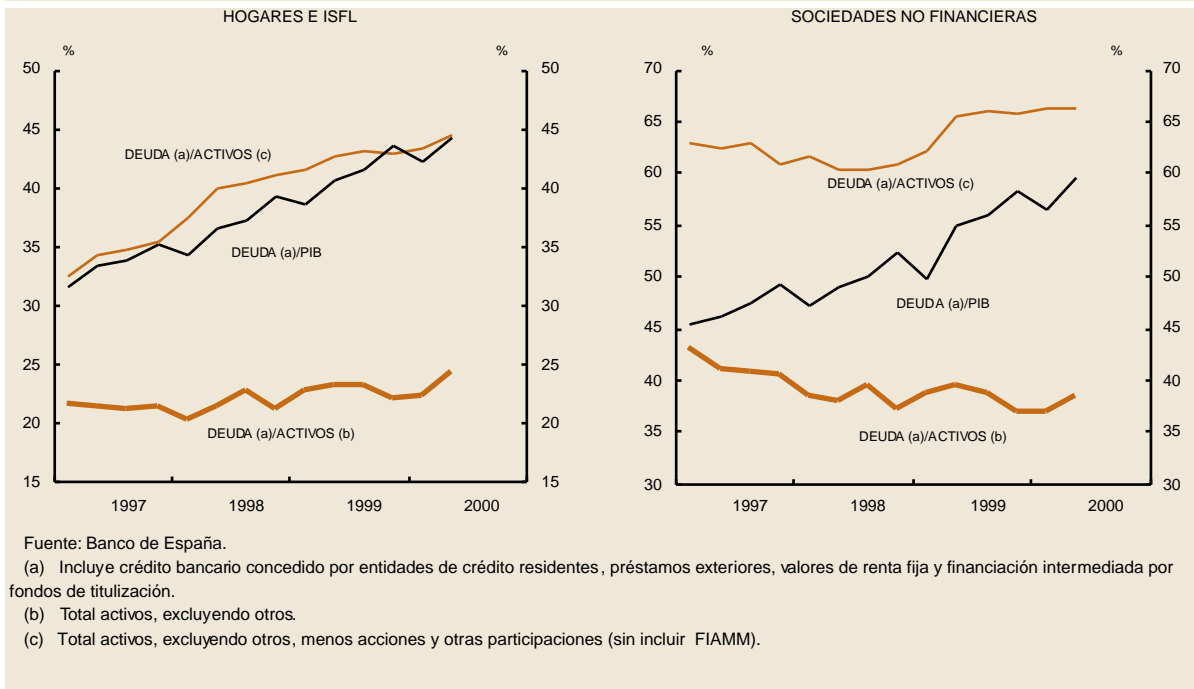 HOGARES E ISFL
% %
50 50
45 45
40 40
35 35
30 30
25 25
20 20
15 15
DEUDA (a)/ACTIVOS (c)
DEUDA (a)/PIB
DEUDA (a)/ACTIVOS (b)
1997 1998 1999 2000
SOCIEDADES NO FINANCIERAS
% %
70 70
65 65
60 60
55 55
50 50
45 45
40 40
35 35
30 30
DEUDA (a)/ACTIVOS (c)
DEUDA (a)/PIB
DEUDA (a)/ACTIVOS (b)
1997 1998 1999 2000
Fuente: Banco de España.
(a) Incluye crédito bancario concedido por entidades de crédito residentes, préstamos exteriores, valores de renta fija y financiación intermediada por
fondos de titulización.
(b) Total activos, excluyendo otros.
(c) Total activos, excluyendo otros, menos acciones y otras participaciones (sin incluir FIAMM).